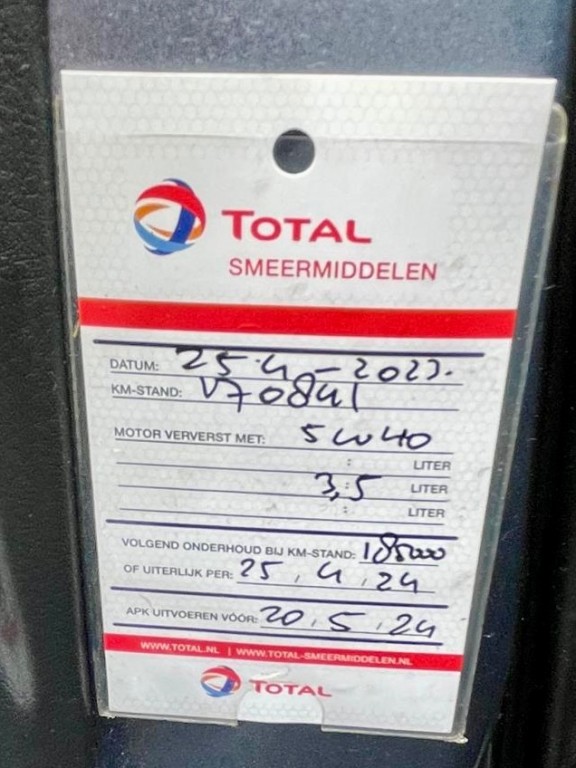 TOTAL
SMEERMIDDELEN
DATUM: 25-4-2023.
KM-STAND: 170841
MOTOR VERVERST MET: 5W40
: LITER
3,5 LITER
: LITER
VOLGEND ONDERHOUD BIJ KM-STAND: 185000
OF UITERLIJK PER: 25.4.24
APK UITVOEREN VÓÓR: 20.5.24
WWW.TOTAL.NL | WWW.TOTAL-SMEERMIDDELEN.NL
TOTAL